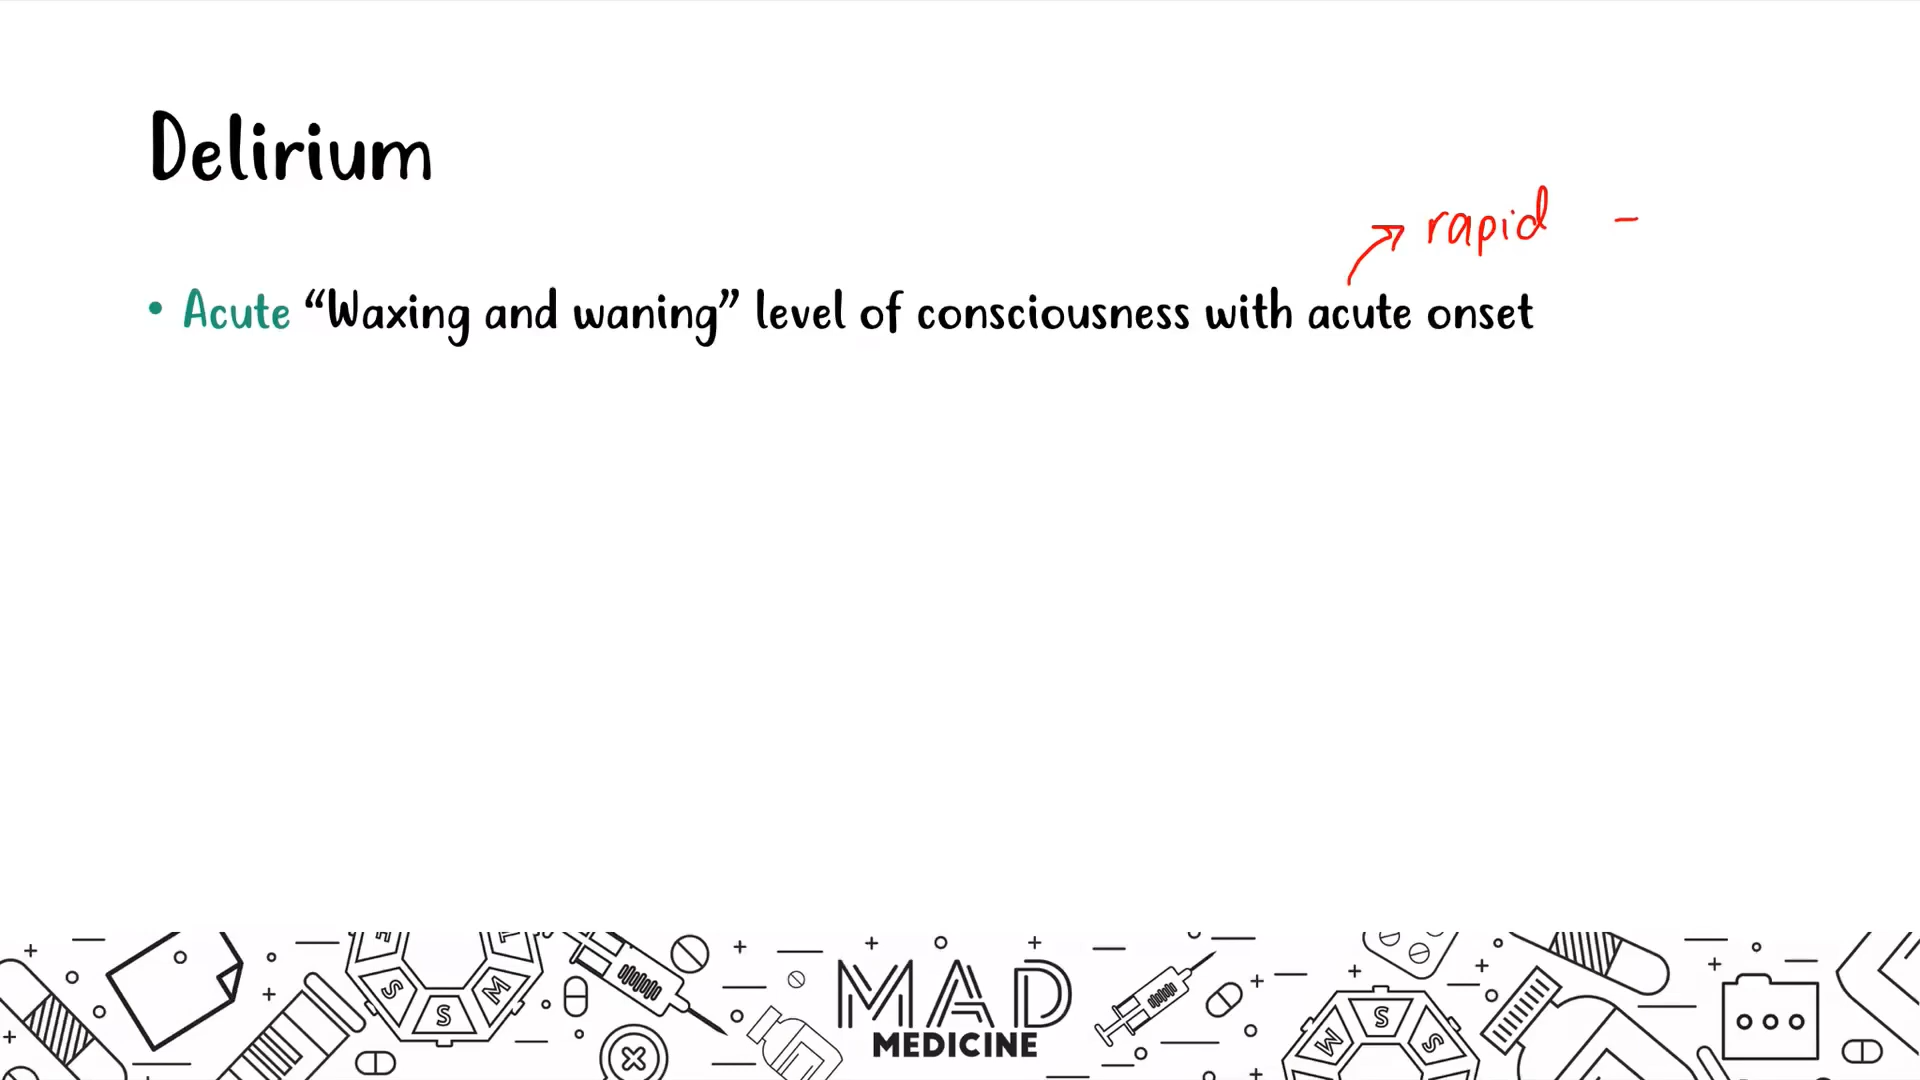 Delirium
rapid -
• Acute “Waxing and waning” level of consciousness with acute onset
S
S
M
MAD
MEDICINE
M
S
S